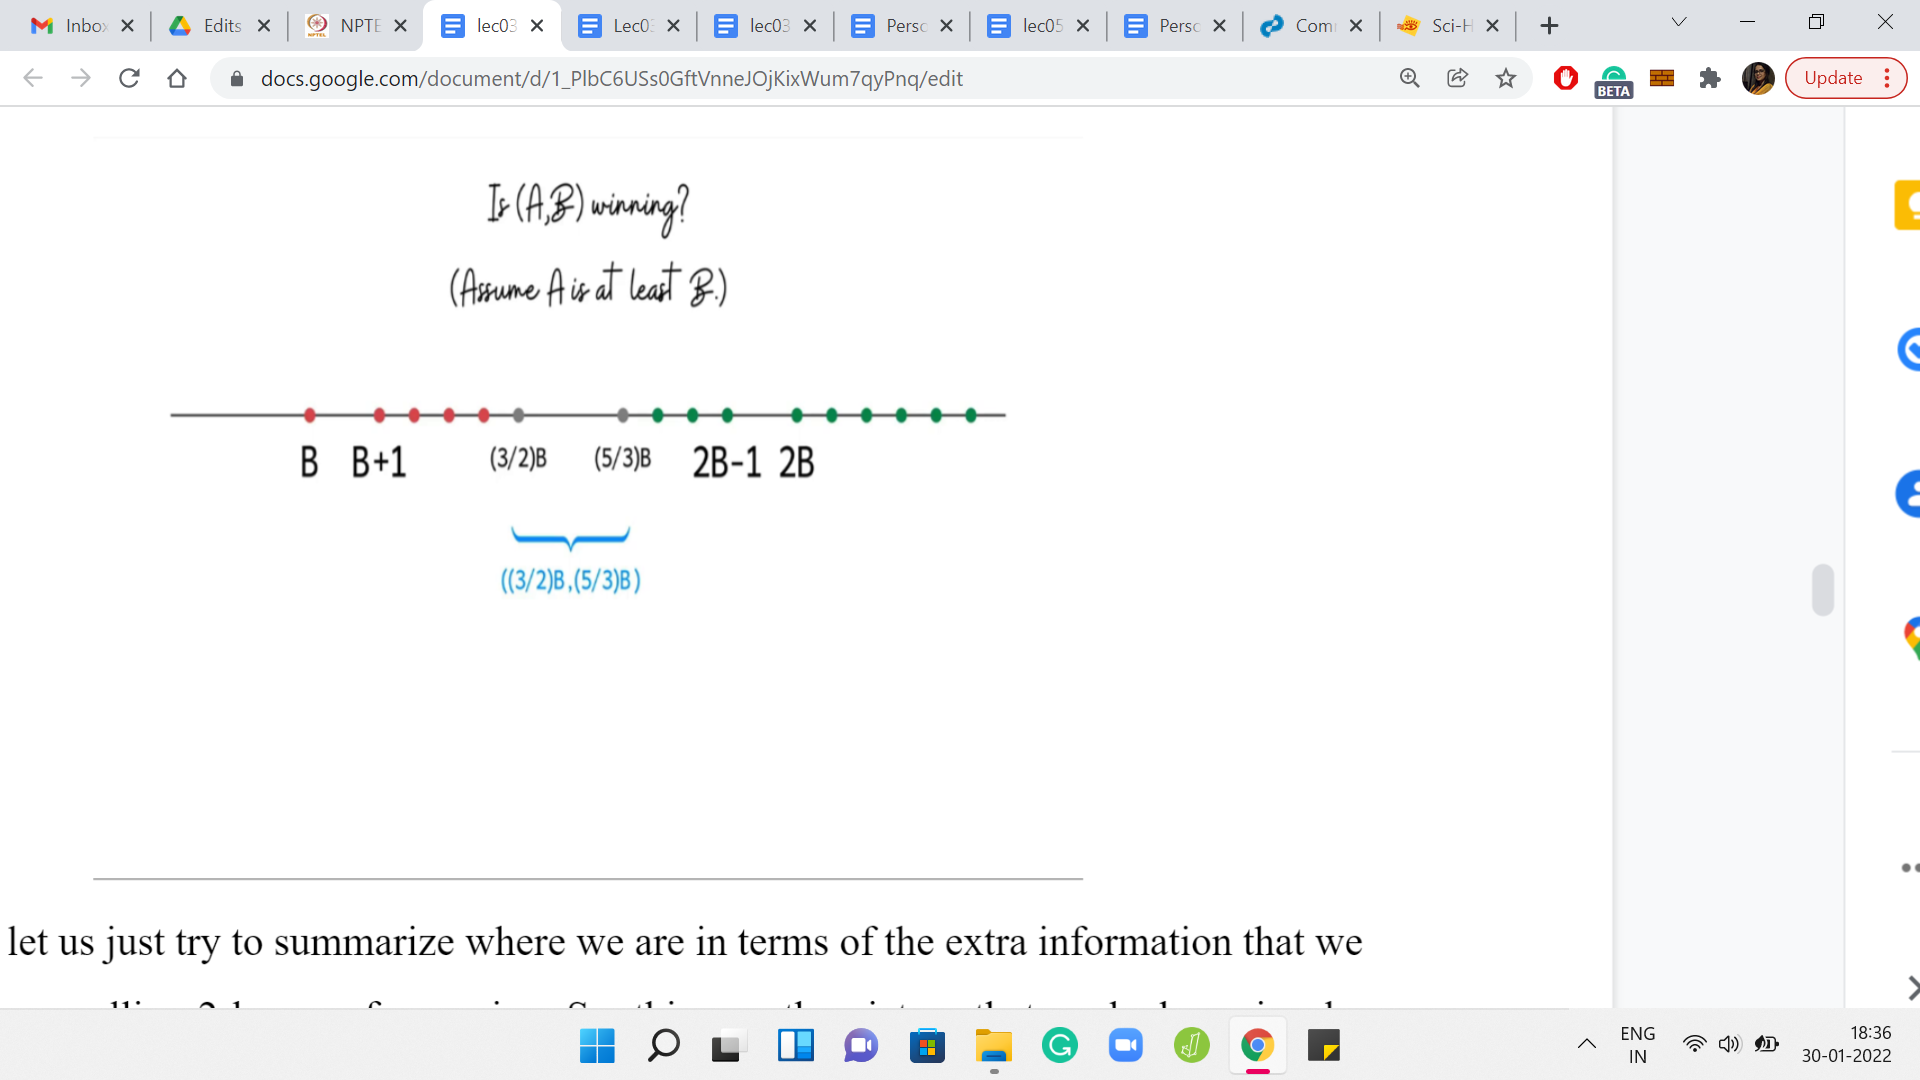 Inbox
Edits
NPTE
lec03
Lec03
lec03
Perso
lec05
Perso
Com
Sci-H
docs.google.com/document/d/1_PlbC6USs0GftVnneJOjKixWum7qyPnq/edit
BETA
Update
Is (A,B) winning?
(Assume A is at least B.)
B B+1 (3/2)B (5/3)B 2B-1 2B
((3/2)B,(5/3)B)
let us just try to summarize where we are in terms of the extra information that we
ENG
IN
18:36
30-01-2022